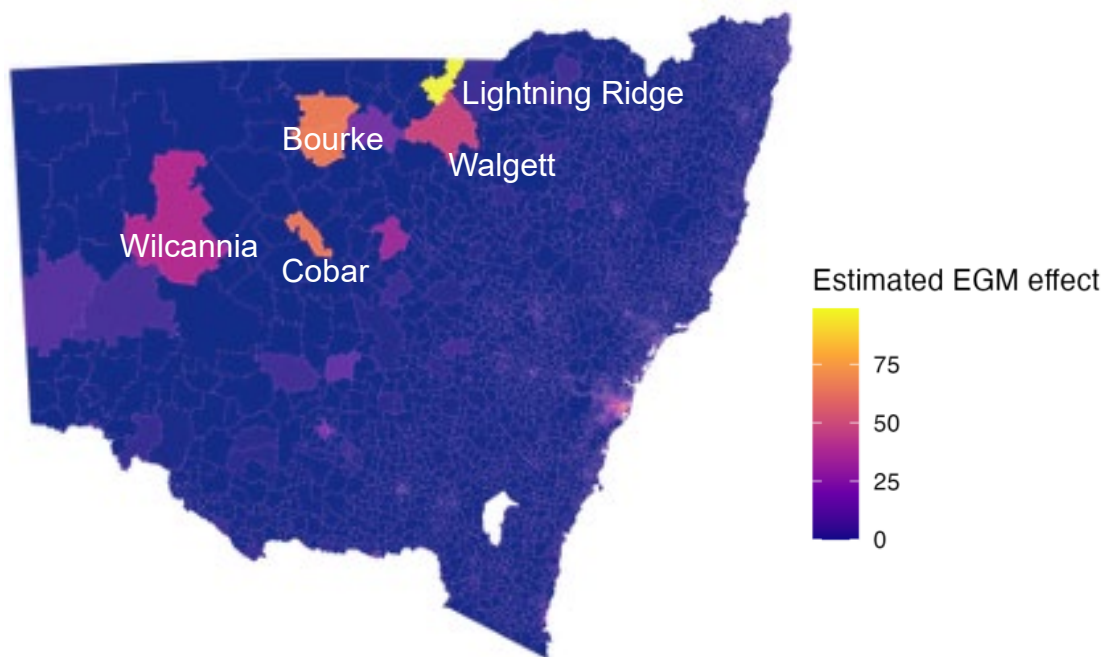 Lightning Ridge
Bourke
Walgett
Wilcannia
Cobar
Estimated EGM effect
75
50
25
0